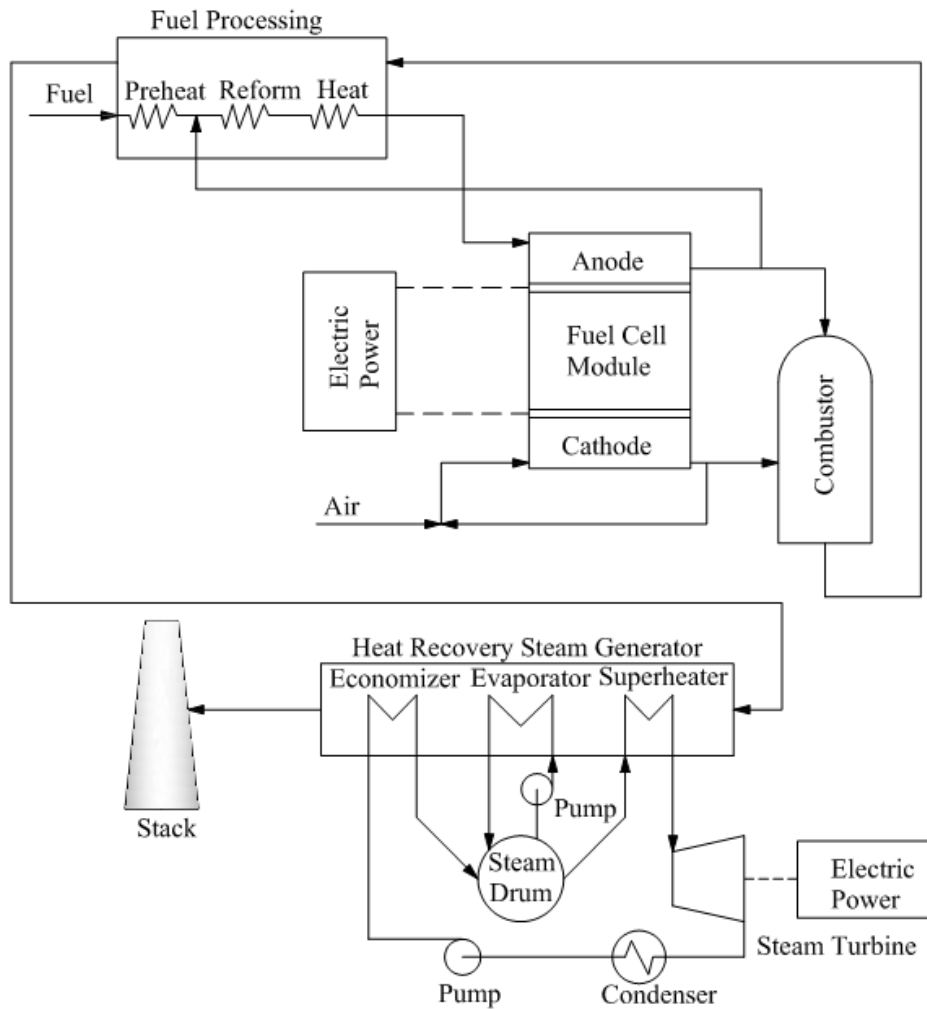 Fuel Processing
Fuel
Preheat
Reform
Heat
Anode
Electric
Power
Fuel Cell
Module
Cathode
Combustor
Air
Heat Recovery Steam Generator
Economizer
Evaporator
Superheater
Pump
Stack
Steam
Drum
Electric
Power
Steam Turbine
Pump
Condenser